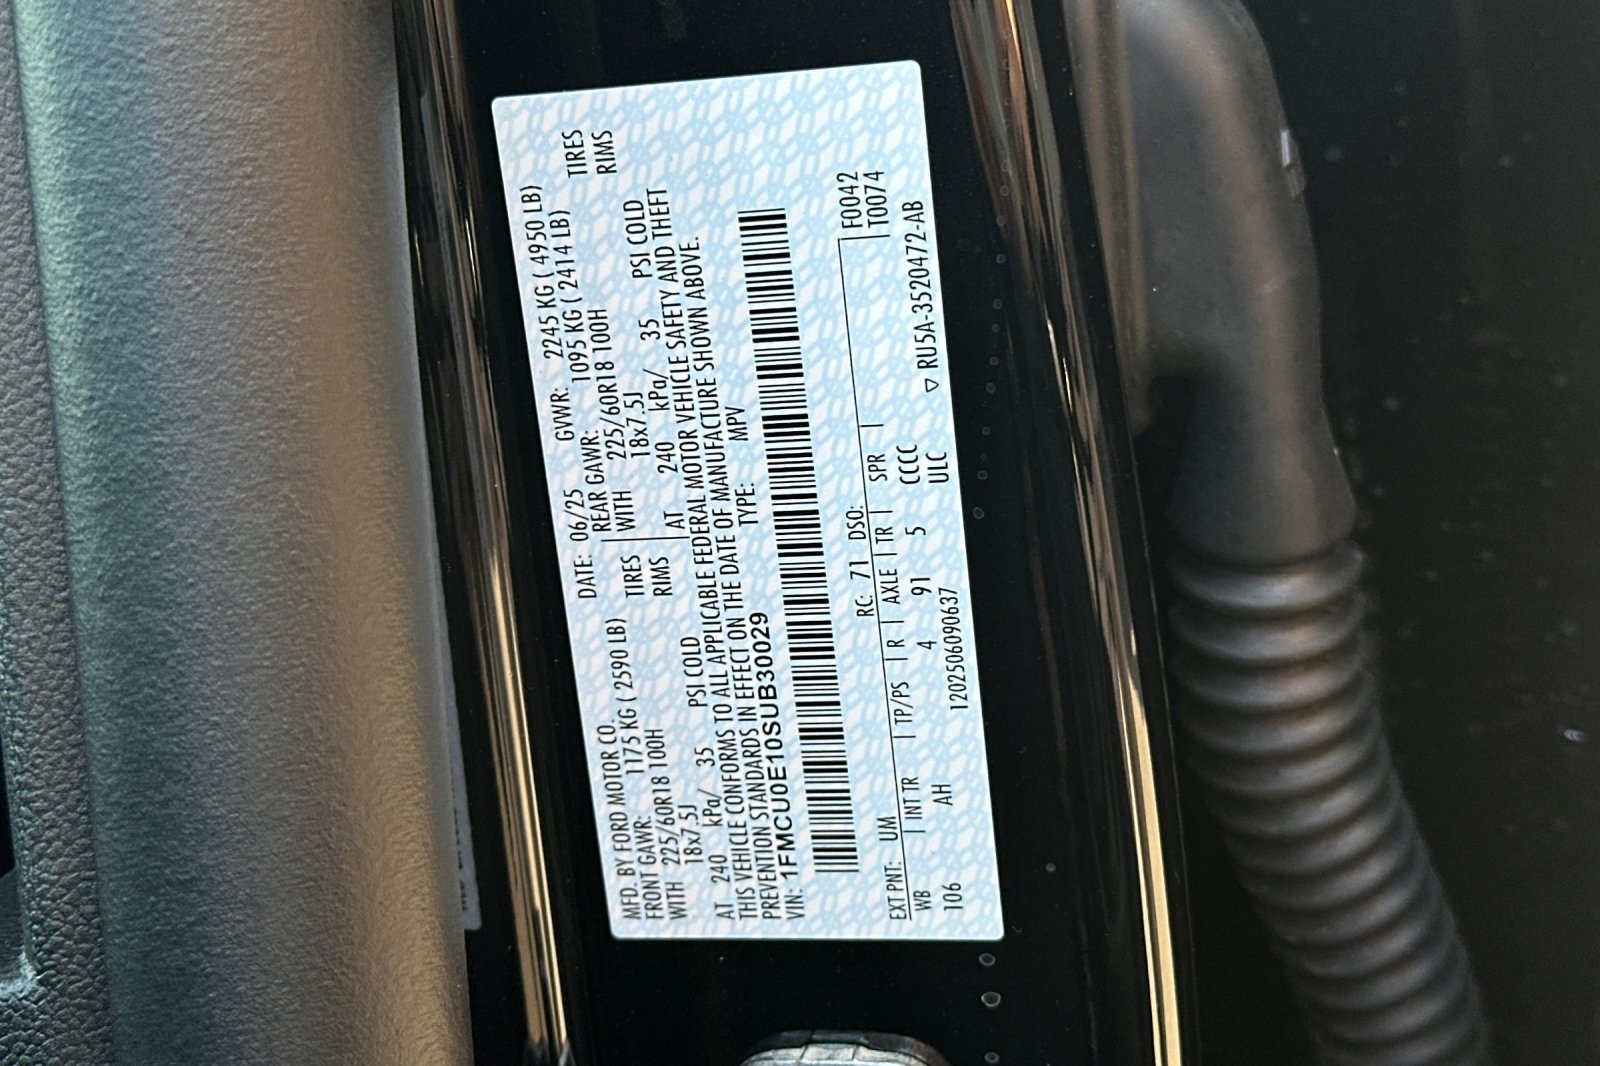 MFD. BY FORD MOTOR CO.
DATE: 06/25 GVWR: 2245 KG ( 4950 LB)
FRONT GAWR: 1175 KG ( 2590 LB) REAR GAWR: 1095 KG ( 2414 LB)
WITH 225/60R18 100H TIRES WITH 225/60R18 100H TIRES
18x7.5J RIMS 18x7.5J RIMS
AT 240 kPa/ 35 PSI COLD AT 240 kPa/ 35 PSI COLD
THIS VEHICLE CONFORMS TO ALL APPLICABLE FEDERAL MOTOR VEHICLE SAFETY AND THEFT
PREVENTION STANDARDS IN EFFECT ON THE DATE OF MANUFACTURE SHOWN ABOVE.
VIN: 1FMCU0E10SUB30029 TYPE: MPV
F0042
EXT PNT: UM RC: 71 DSO: T0074
WB INT TR TP/PS R AXLE TR SPR
106 AH 4 91 5 CCCC
120250609​0637 ULC ▽ RU5A-3520472-AB